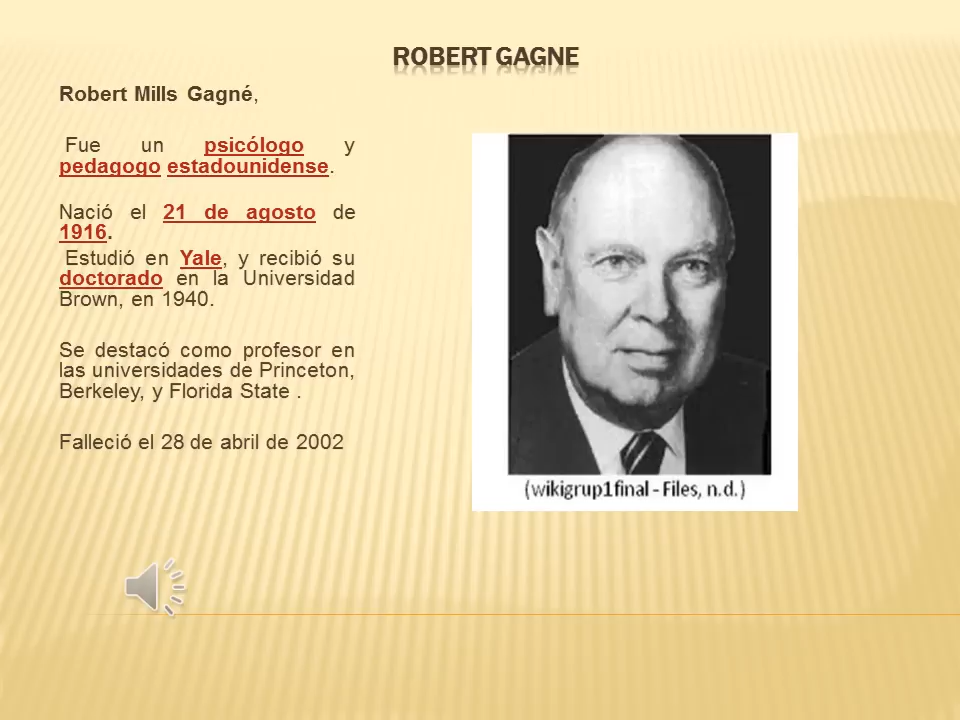 ROBERT GAGNE
Robert Mills Gagné,
Fue un psicólogo y
pedagogo estadounidense.
Nació el 21 de agosto de
1916.
Estudió en Yale, y recibió su
doctorado en la Universidad
Brown, en 1940.
Se destacó como profesor en
las universidades de Princeton,
Berkeley, y Florida State .
Falleció el 28 de abril de 2002
(wikigrup1final - Files, n.d.)